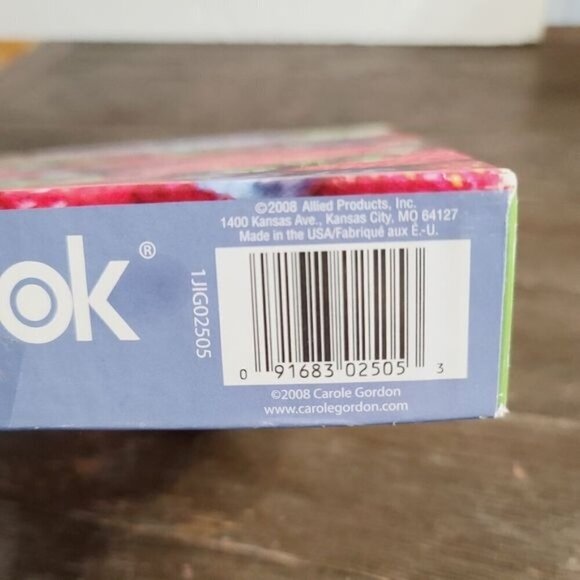 ©2008 Allied Products, Inc.
1400 Kansas Ave., Kansas City, MO 64127
Made in the USA/Fabriqué aux É.-U.
ok®
1JIG02505
0 91683 02505 3
©2008 Carole Gordon
www.carolegordon.com